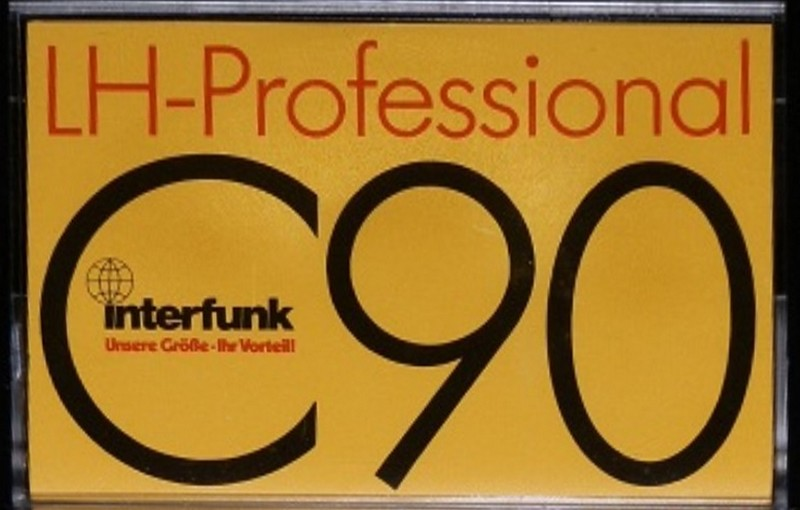 LH-Professional
C90
interfunk
Unsere Größe - Ihr Vorteil!